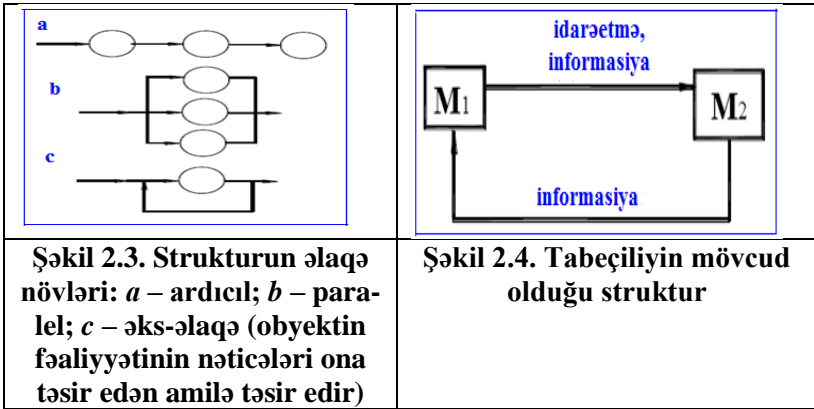 a
b
c
idarəetmə,
informasiya
M1
M2
informasiya
Şəkil 2.3. Strukturun əlaqə
növləri: a – ardıcıl; b – para-
lel; c – əks-əlaqə (obyektin
fəaliyyətinin nəticələri ona
təsir edən amilə təsir edir)
Şəkil 2.4. Tabeçiliyin mövcud
olduğu struktur